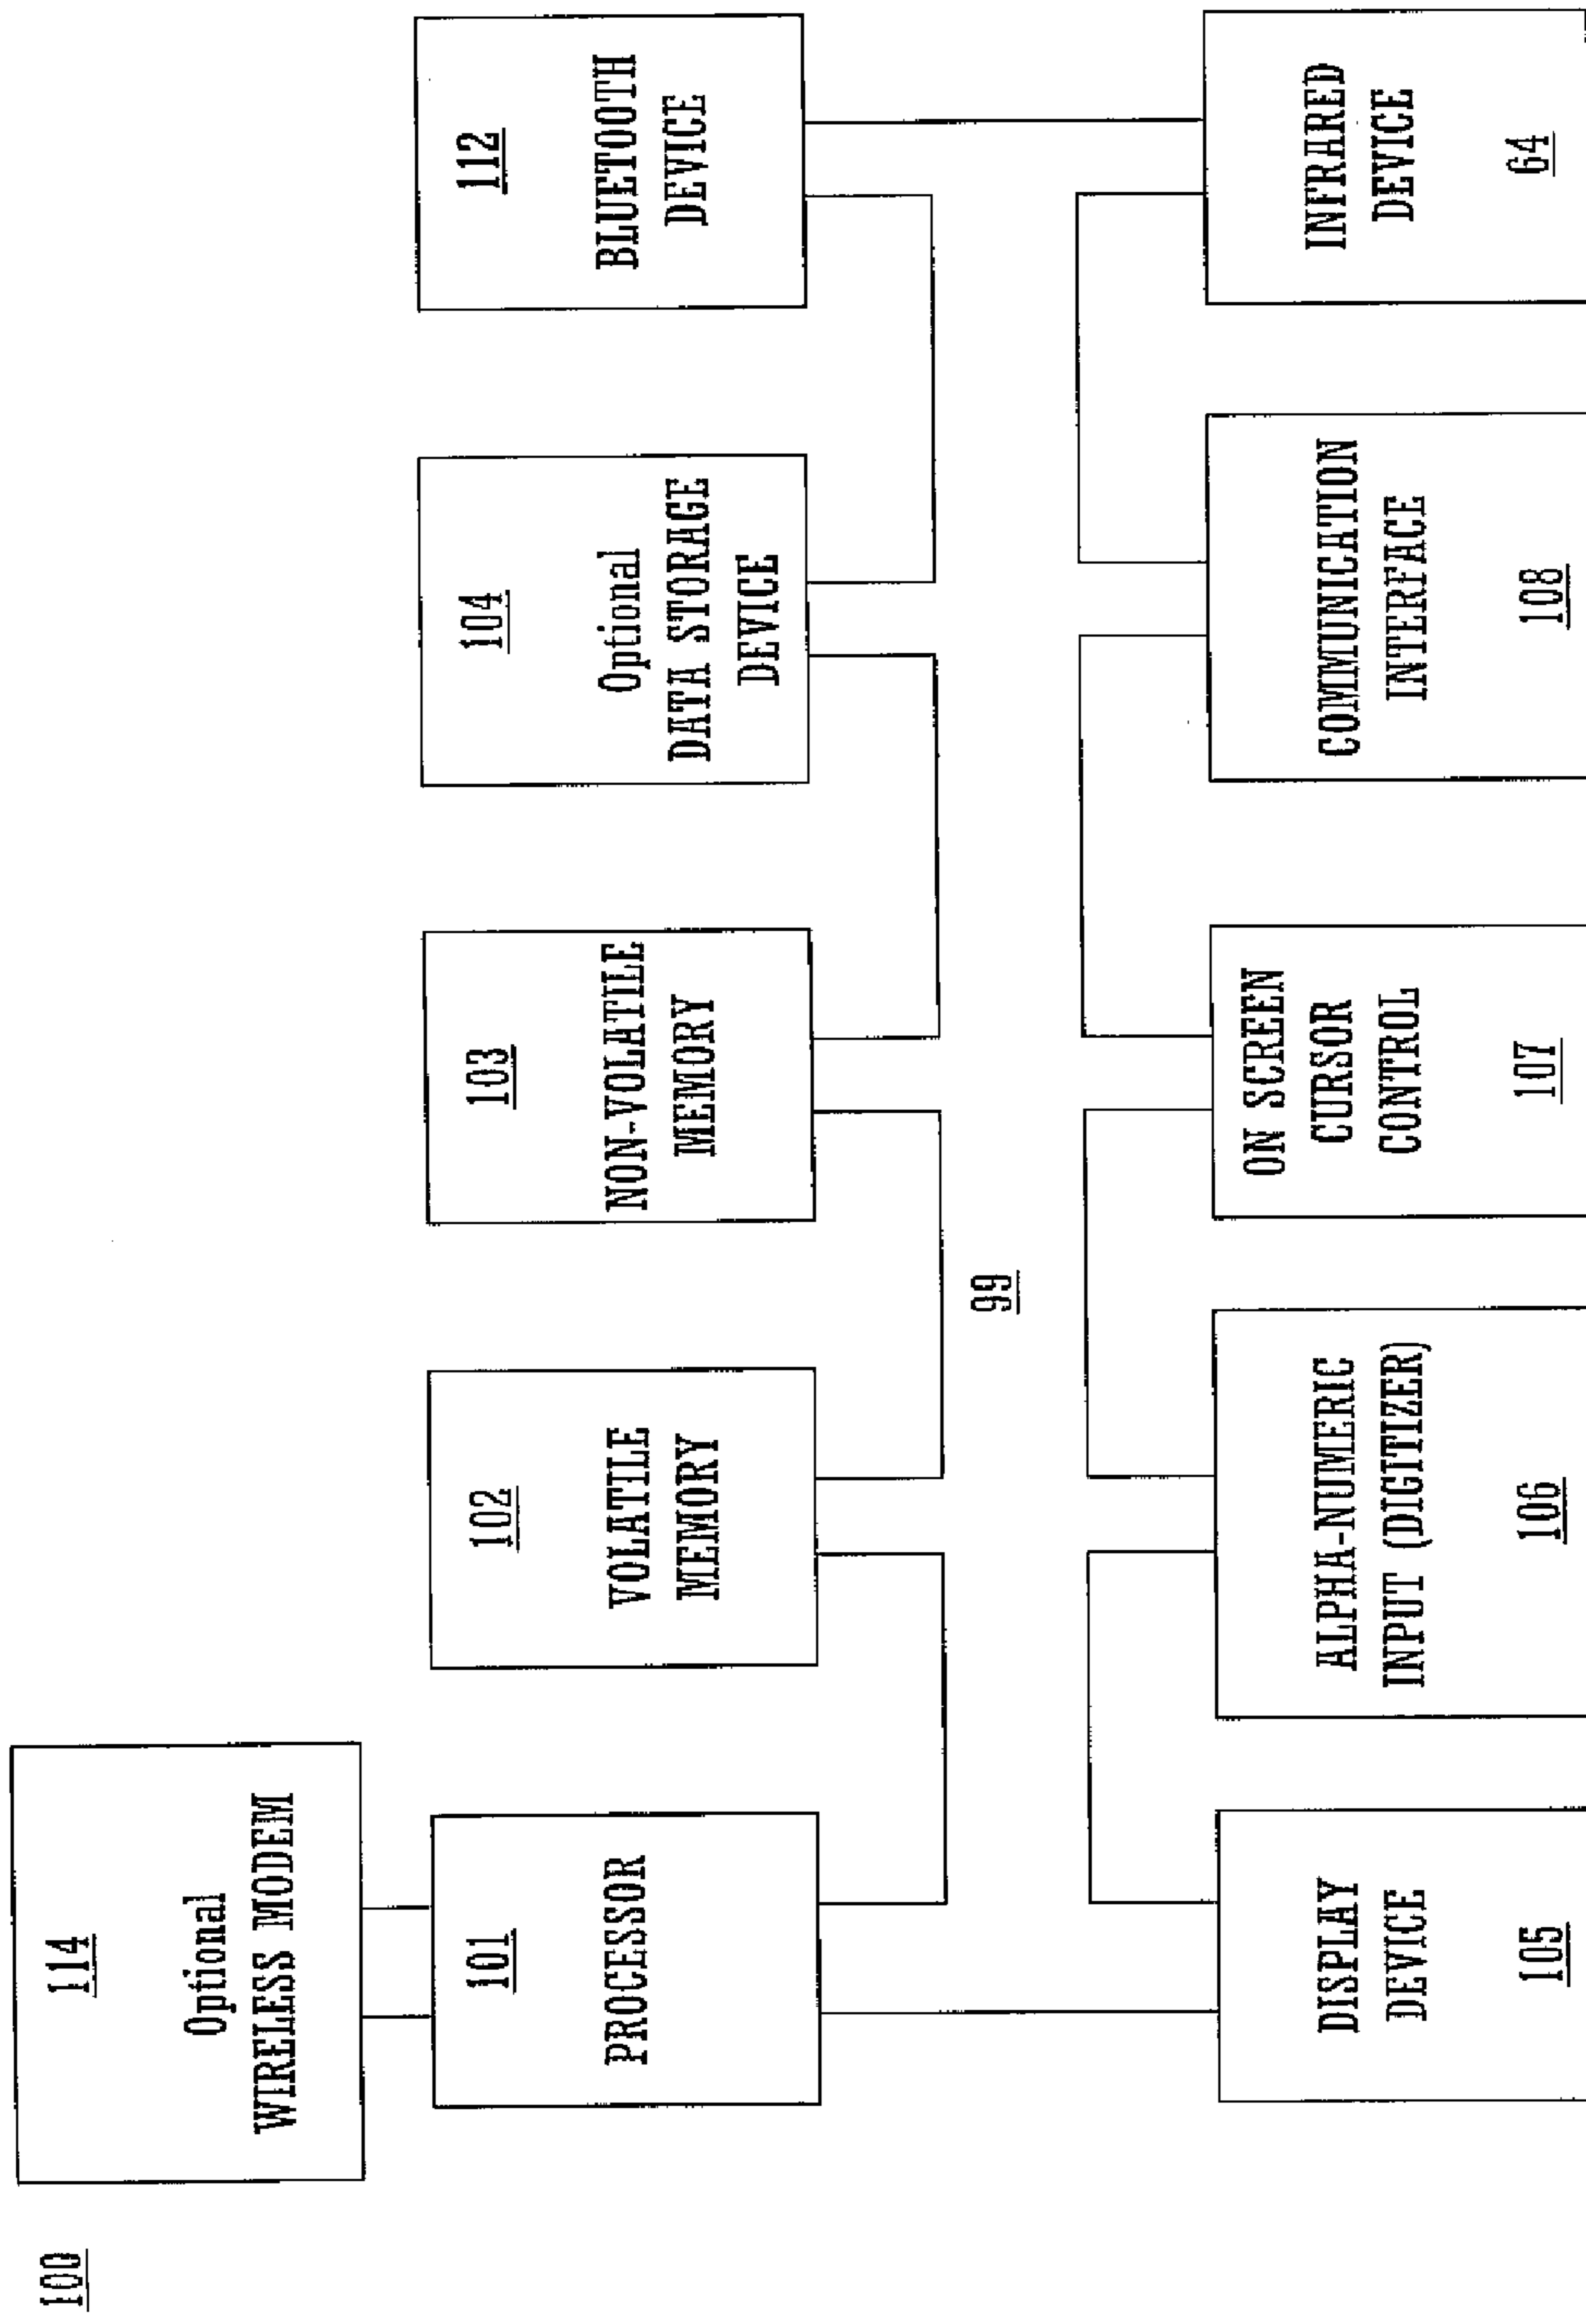 100
114
Optional
WIRELESS MODEM
101
PROCESSOR
102
VOLATILE
MEMORY
103
NON-VOLATILE
MEMORY
104
Optional
DATA STORAGE
DEVICE
112
BLUETOOTH
DEVICE
99
DISPLAY
DEVICE
105
ALPHA-NUMERIC
INPUT (DIGITIZER)
106
ON SCREEN
CURSOR
CONTROL
107
COMMUNICATION
INTERFACE
108
INFRARED
DEVICE
64